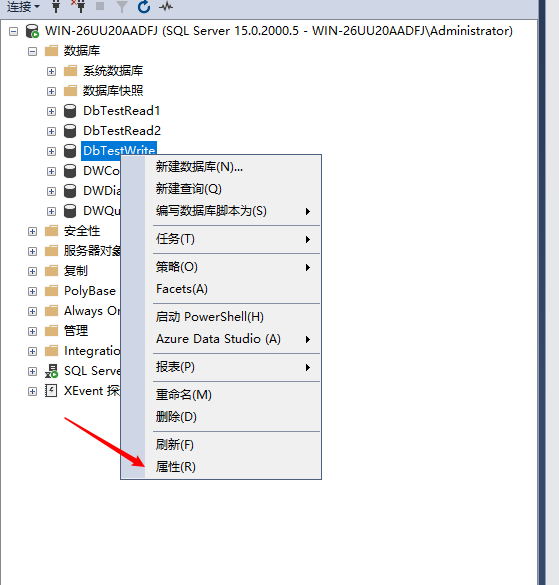 连接
WIN-26UU20AADFJ (SQL Server 15.0.2000.5 - WIN-26UU20AADFJ\Administrator)
数据库
系统数据库
数据库快照
DbTestRead1
DbTestRead2
DbTestWrite
DWCo
DWDia
DWQu
安全性
服务器对象
复制
PolyBase
Always On
管理
Integration
SQL Serve
XEvent 探
新建数据库(N)...
新建查询(Q)
编写数据库脚本为(S)
任务(T)
策略(O)
Facets(A)
启动 PowerShell(H)
Azure Data Studio (A)
报表(P)
重命名(M)
删除(D)
刷新(F)
属性(R)